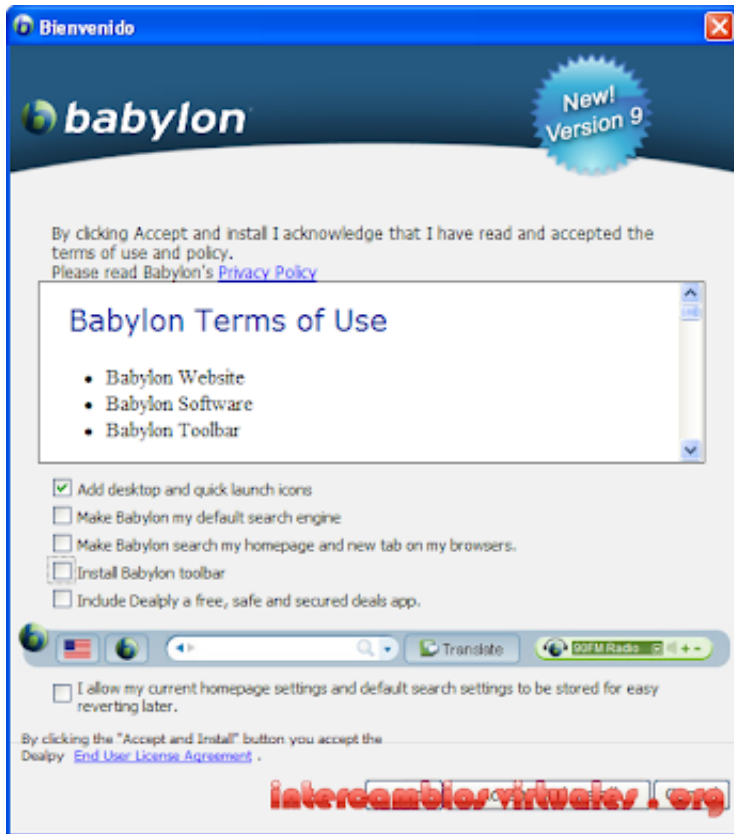 Bienvenido
babylon
New!
Version 9
By clicking Accept and install I acknowledge that I have read and accepted the
terms of use and policy.
Please read Babylon's Privacy Policy
Babylon Terms of Use
• Babylon Website
• Babylon Software
• Babylon Toolbar
Add desktop and quick launch icons
Make Babylon my default search engine
Make Babylon search my homepage and new tab on my browsers.
Install Babylon toolbar
Include Dealply a free, safe and secured deals app.
Translate
90FM Radio
I allow my current homepage settings and default search settings to be stored for easy
reverting later.
By clicking the "Accept and Install" button you accept the
Dealpy End User License Agreement .
intercambiosvirtuales.org